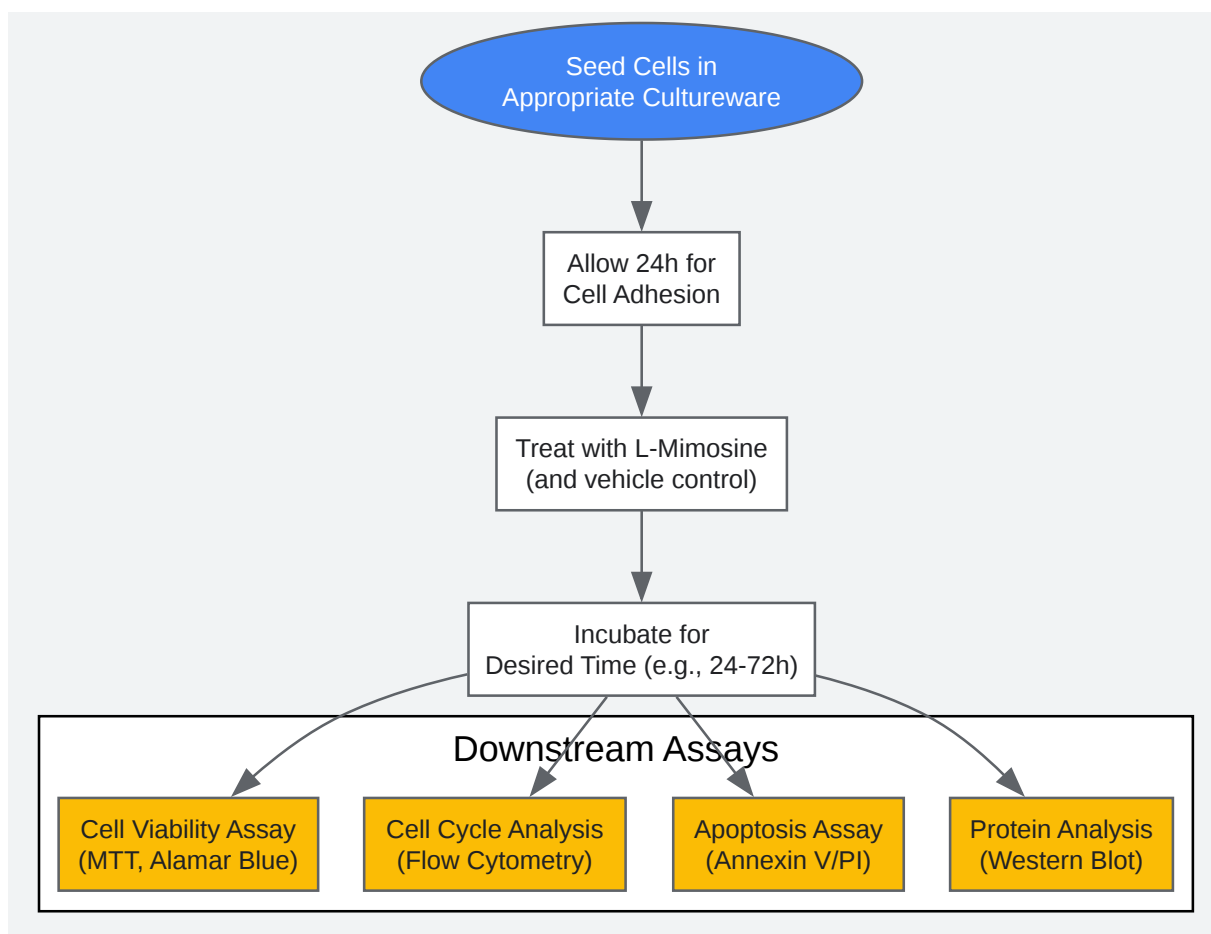 Seed Cells in
Appropriate Cultureware
Allow 24h for
Cell Adhesion
Treat with L-Mimosine
(and vehicle control)
Incubate for
Desired Time (e.g., 24-72h)
Downstream Assays
Cell Viability Assay
(MTT, Alamar Blue)
Cell Cycle Analysis
(Flow Cytometry)
Apoptosis Assay
(Annexin V/PI)
Protein Analysis
(Western Blot)